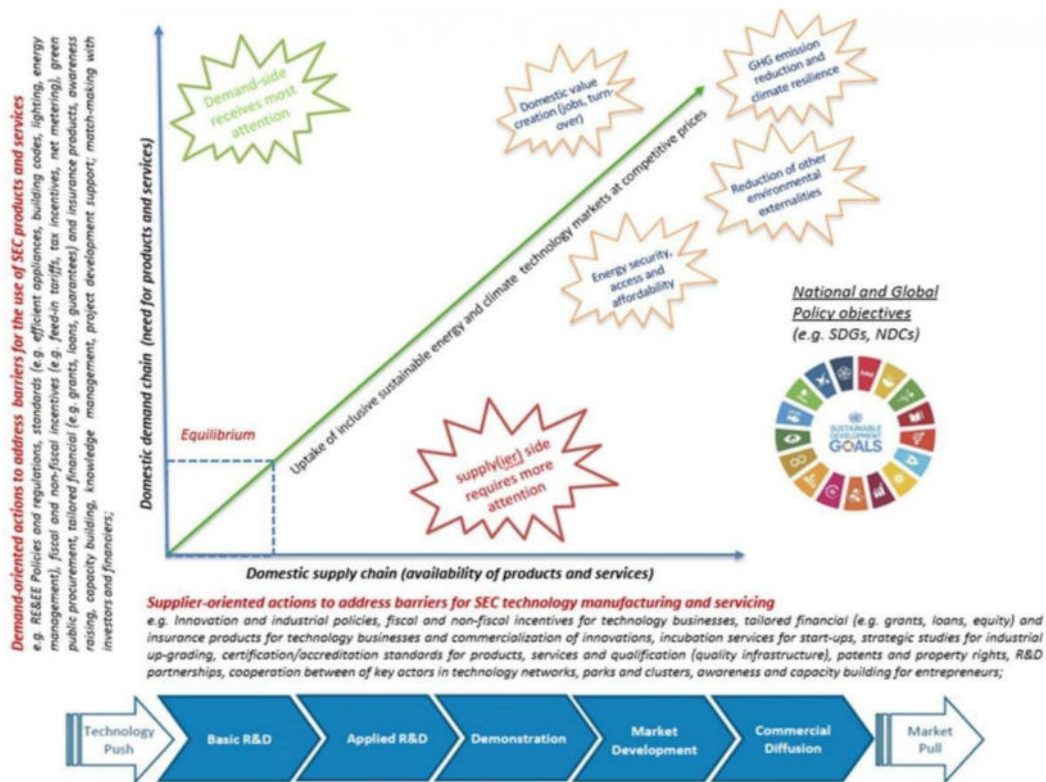 Demand-oriented actions to address barriers for the use of SEC products and services
e.g. RE&EE Policies and regulations, standards (e.g. efficient appliances, building codes, lighting, energy
management), fiscal and non-fiscal incentives (e.g. feed-in tariffs, tax incentives, net metering), green
public procurement, tailored financial (e.g. grants, loans, guarantees) and insurance products, awareness
raising, capacity building, knowledge management, project development support; match-making with
investors and financiers;
Domestic demand chain (need for products and services)
Demand-side
receives most
attention
Domestic value
creation (jobs, turn-
over)
GHG emission
reduction and
climate resilience
Reduction of other
environmental
externalities
Energy security,
access and
affordability
Uptake of inclusive sustainable energy and climate technology markets at competitive prices
Equilibrium
supply(ier) side
requires more
attention
National and Global
Policy objectives
(e.g. SDGs, NDCs)
SUSTAINABLE
DEVELOPMENT
GOALS
Domestic supply chain (availability of products and services)
Supplier-oriented actions to address barriers for SEC technology manufacturing and servicing
e.g. Innovation and industrial policies, fiscal and non-fiscal incentives for technology businesses, tailored financial (e.g. grants, loans, equity) and
insurance products for technology businesses and commercialization of innovations, incubation services for start-ups, strategic studies for industrial
up-grading, certification/accreditation standards for products, services and qualification (quality infrastructure), patents and property rights, R&D
partnerships, cooperation between of key actors in technology networks, parks and clusters, awareness and capacity building for entrepreneurs;
Technology
Push
Basic R&D
Applied R&D
Demonstration
Market
Development
Commercial
Diffusion
Market
Pull